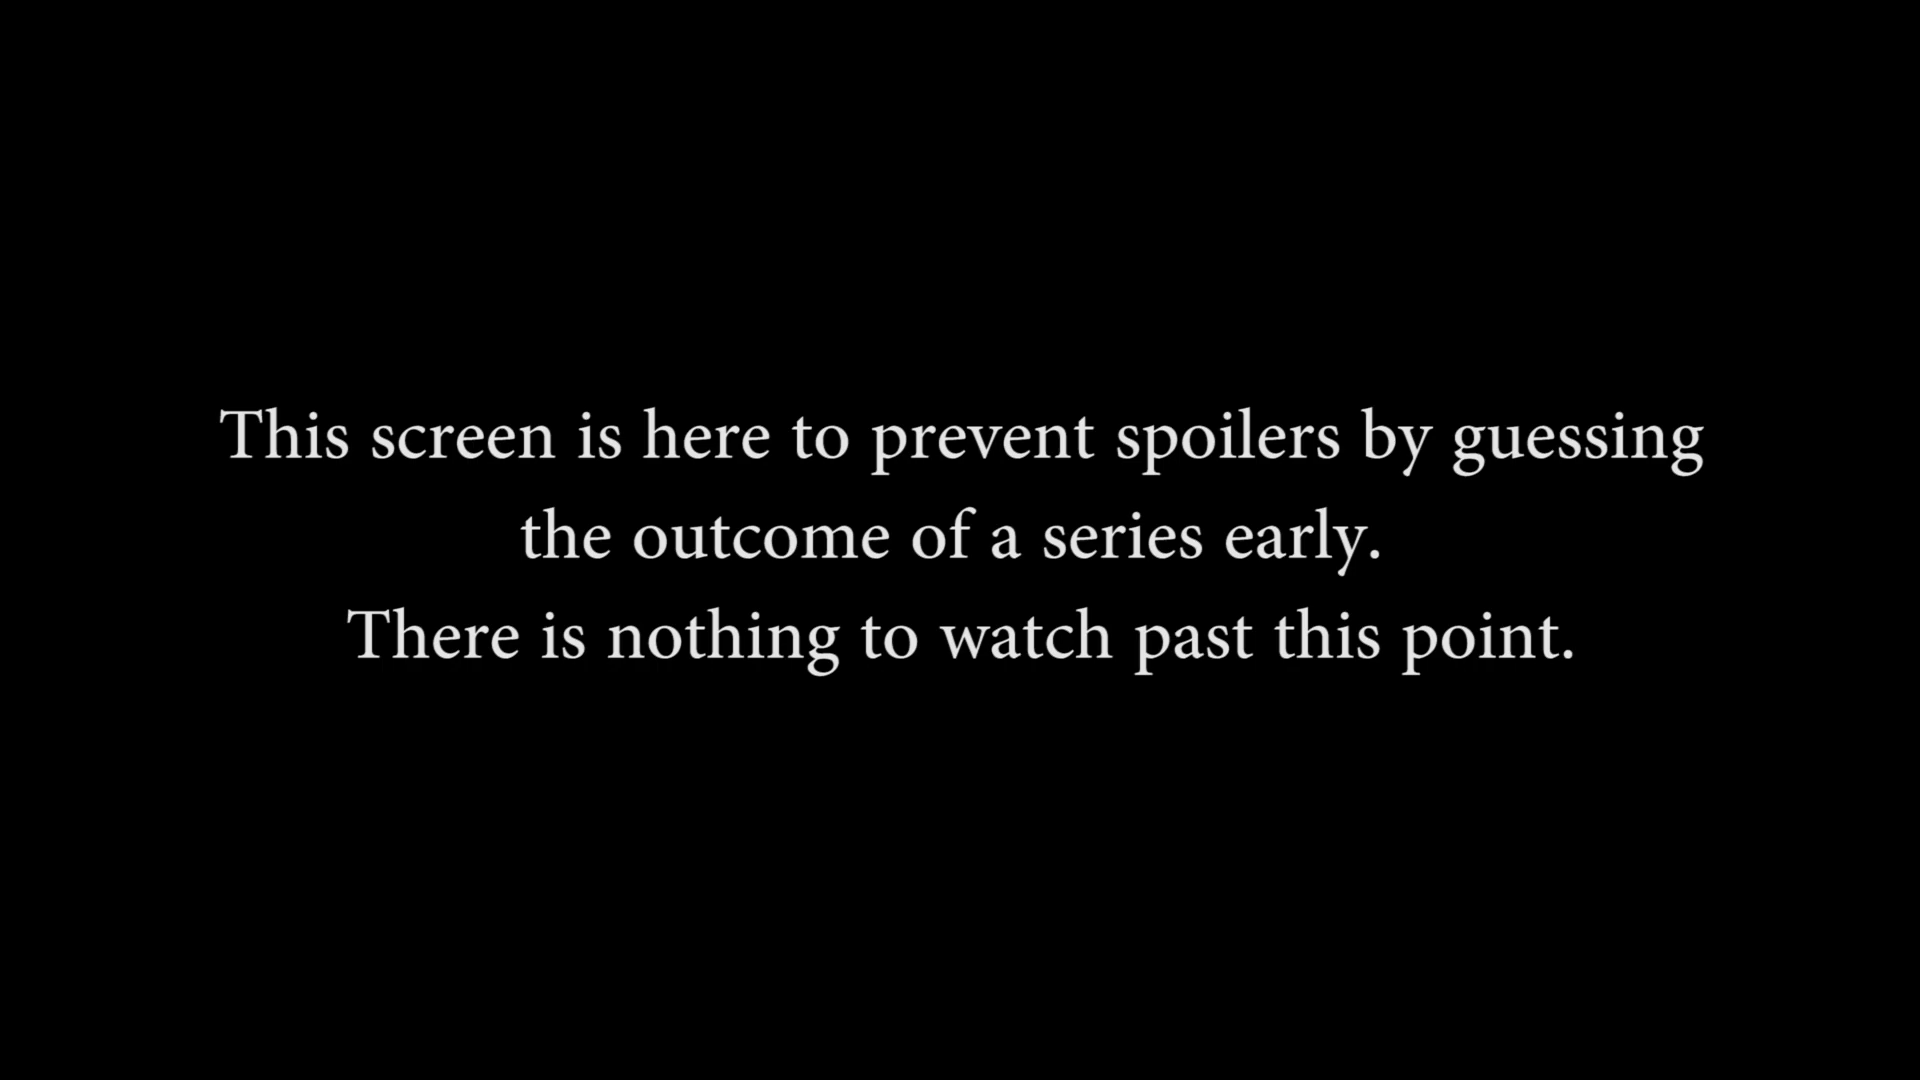 This screen is here to prevent spoilers by guessing
the outcome of a series early.
There is nothing to watch past this point.